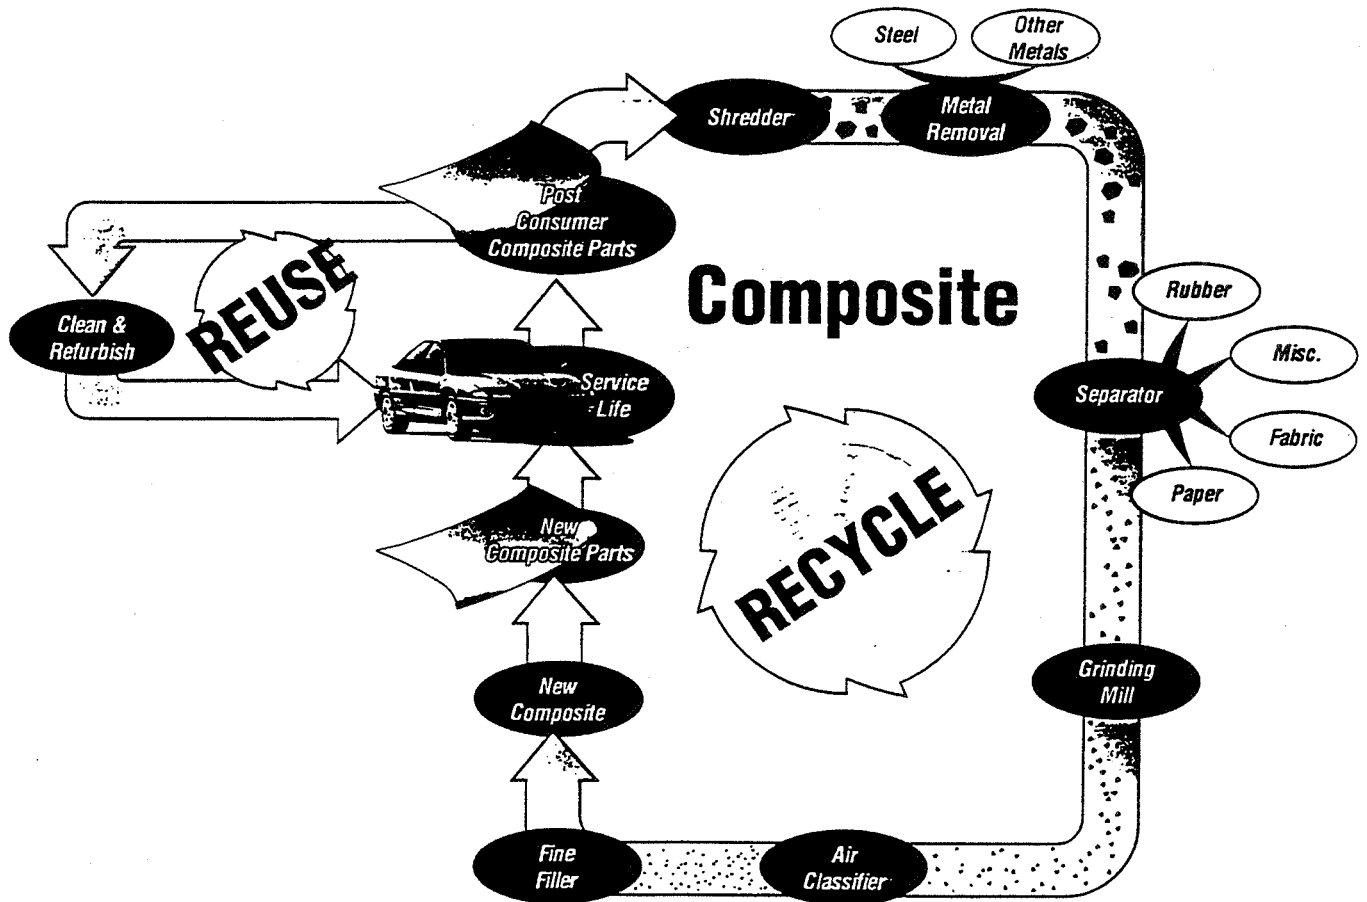 Steel
Other
Metals
Shredder
Metal
Removal
Post
Consumer
Composite Parts
REUSE
Clean &
Refurbish
Composite
Rubber
Misc.
Separator
Fabric
Paper
Service
Life
RECYCLE
New
Composite Parts
Grinding
Mill
New
Composite
Fine
Filler
Air
Classifier